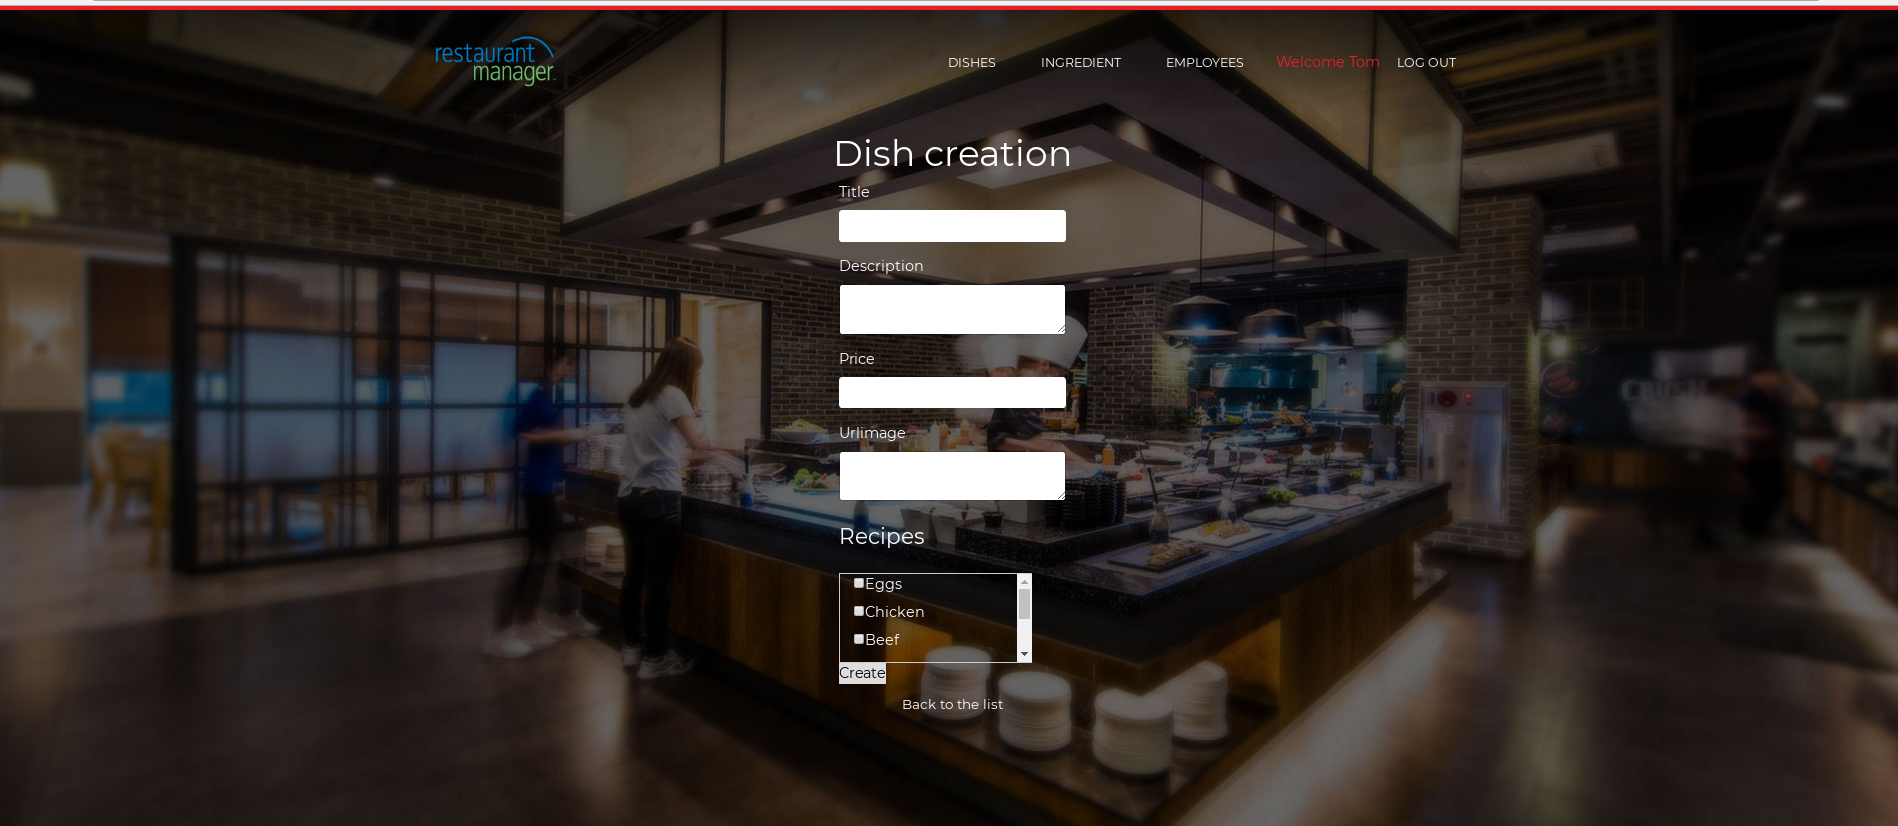 restaurant
manager
DISHES INGREDIENT EMPLOYEES Welcome Tom LOG OUT
Dish creation
Title
Description
Price
UrlImage
Recipes
Eggs
Chicken
Beef
Create
Back to the list
CRUSH